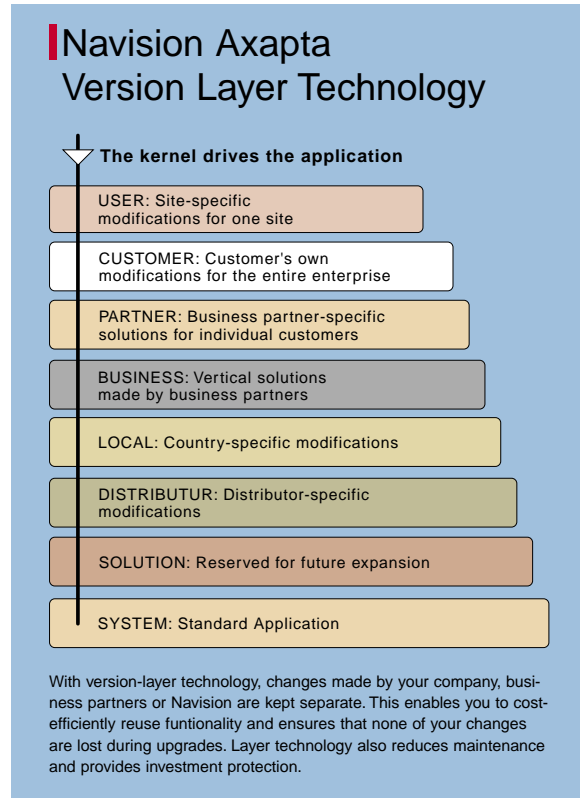 Navision Axapta
Version Layer Technology
The kernel drives the application
USER: Site-specific
modifications for one site
CUSTOMER: Customer's own
modifications for the entire enterprise
PARTNER: Business partner-specific
solutions for individual customers
BUSINESS: Vertical solutions
made by business partners
LOCAL: Country-specific modifications
DISTRIBUTUR: Distributor-specific
modifications
SOLUTION: Reserved for future expansion
SYSTEM: Standard Application
With version-layer technology, changes made by your company, busi-
ness partners or Navision are kept separate. This enables you to cost-
efficiently reuse funtionality and ensures that none of your changes
are lost during upgrades. Layer technology also reduces maintenance
and provides investment protection.